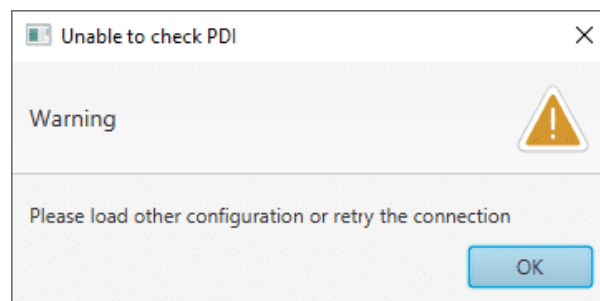 Unable to check PDI
Warning
Please load other configuration or retry the connection
OK